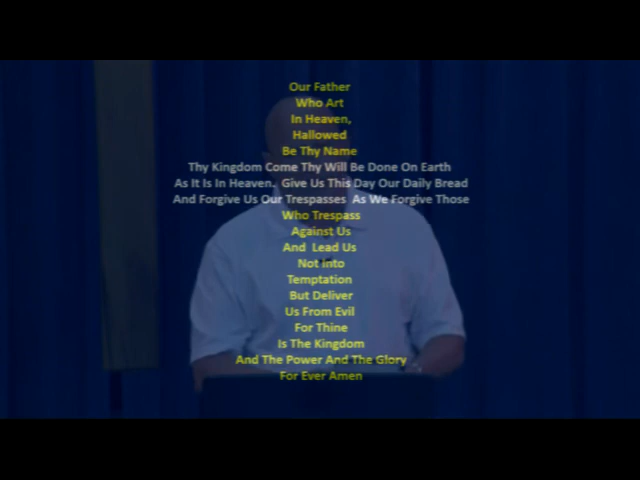 Our Father
Who Art
In Heaven,
Hallowed
Be Thy Name
Thy Kingdom Come Thy Will Be Done On Earth
As It Is In Heaven.  Give Us This Day Our Daily Bread
And Forgive Us Our Trespasses  As We Forgive Those
Who Trespass
Against Us
And  Lead Us
Not Into
Temptation
But Deliver
Us From Evil
For Thine
Is The Kingdom
And The Power And The Glory
For Ever Amen